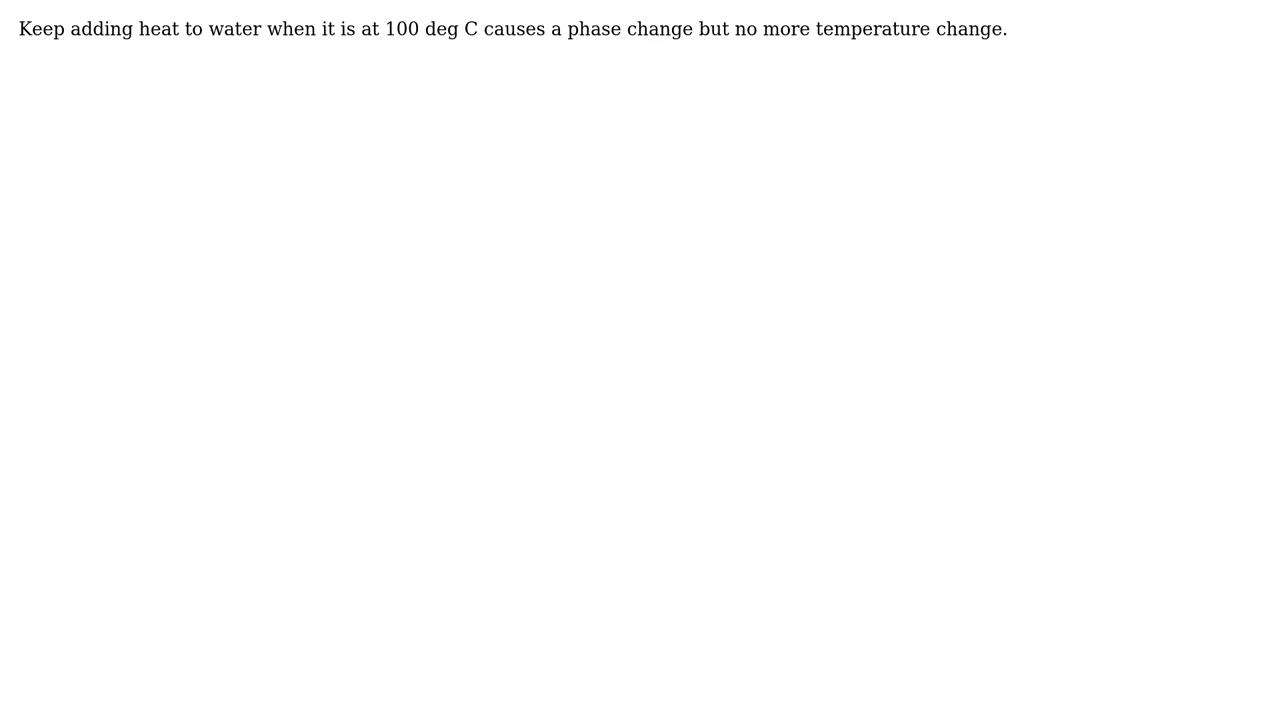 Keep adding heat to water when it is at 100 deg C causes a phase change but no more temperature change.